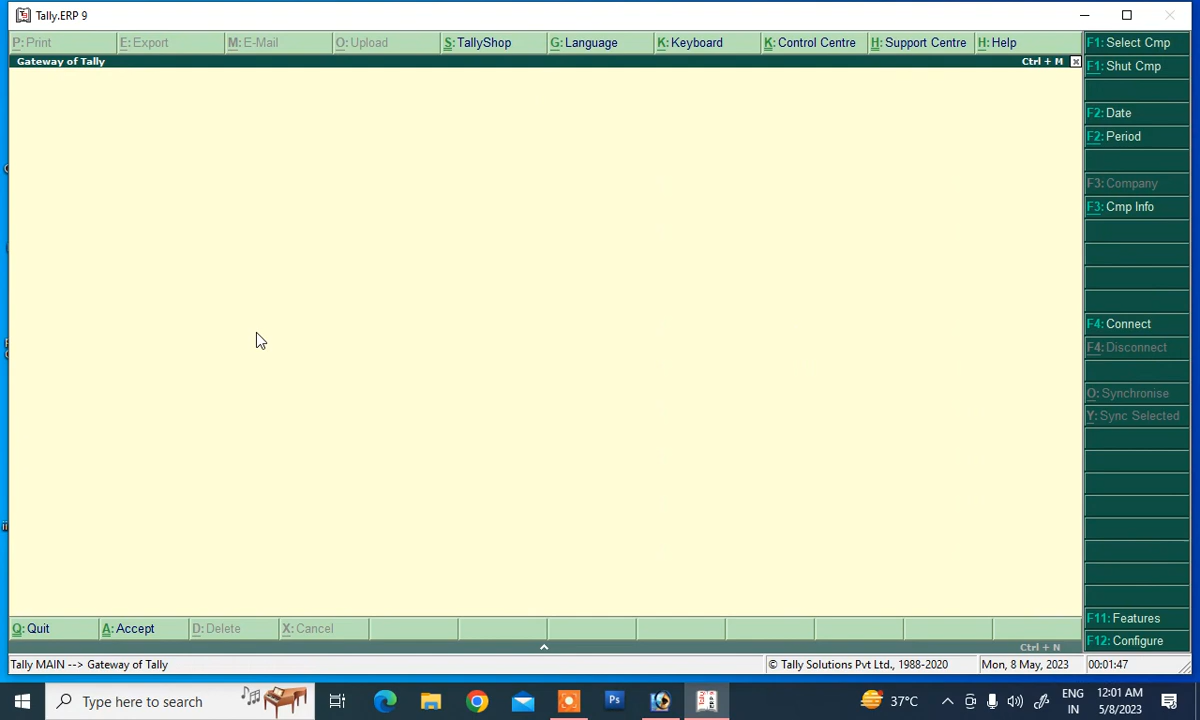 Tally.ERP 9
P: Print E: Export M: E-Mail O: Upload S: TallyShop G: Language K: Keyboard K: Control Centre H: Support Centre H: Help
Gateway of Tally Ctrl + M
F1: Select Cmp
F1: Shut Cmp
F2: Date
F2: Period
F3: Company
F3: Cmp Info
F4: Connect
F4: Disconnect
O: Synchronise
Y: Sync Selected
F11: Features
F12: Configure
Q: Quit A: Accept D: Delete X: Cancel
Ctrl + N
Tally MAIN --> Gateway of Tally © Tally Solutions Pvt Ltd., 1988-2020 Mon, 8 May, 2023 00:01:47
Type here to search Ps 37°C ENG IN 12:01 AM 5/8/2023